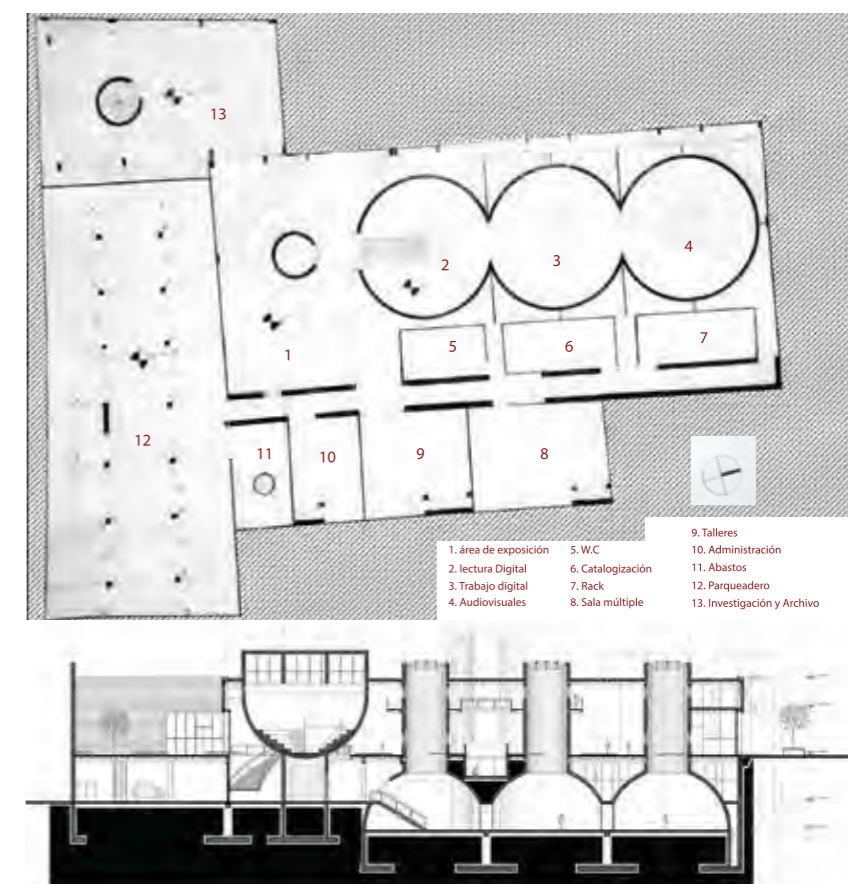 13
2
3
4
1
5
6
7
12
11
10
9
8
1. área de exposición
2. lectura Digital
3. Trabajo digital
4. Audiovisuales
5. W.C
6. Catalogización
7. Rack
8. Sala múltiple
9. Talleres
10. Administración
11. Abastos
12. Parqueadero
13. Investigación y Archivo